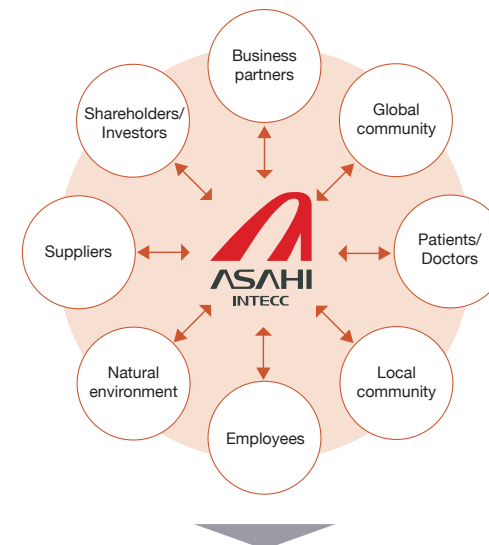 Business
partners
Shareholders/
Investors
Global
community
Suppliers
ASAHI
INTECC
Patients/
Doctors
Natural
environment
Local
community
Employees